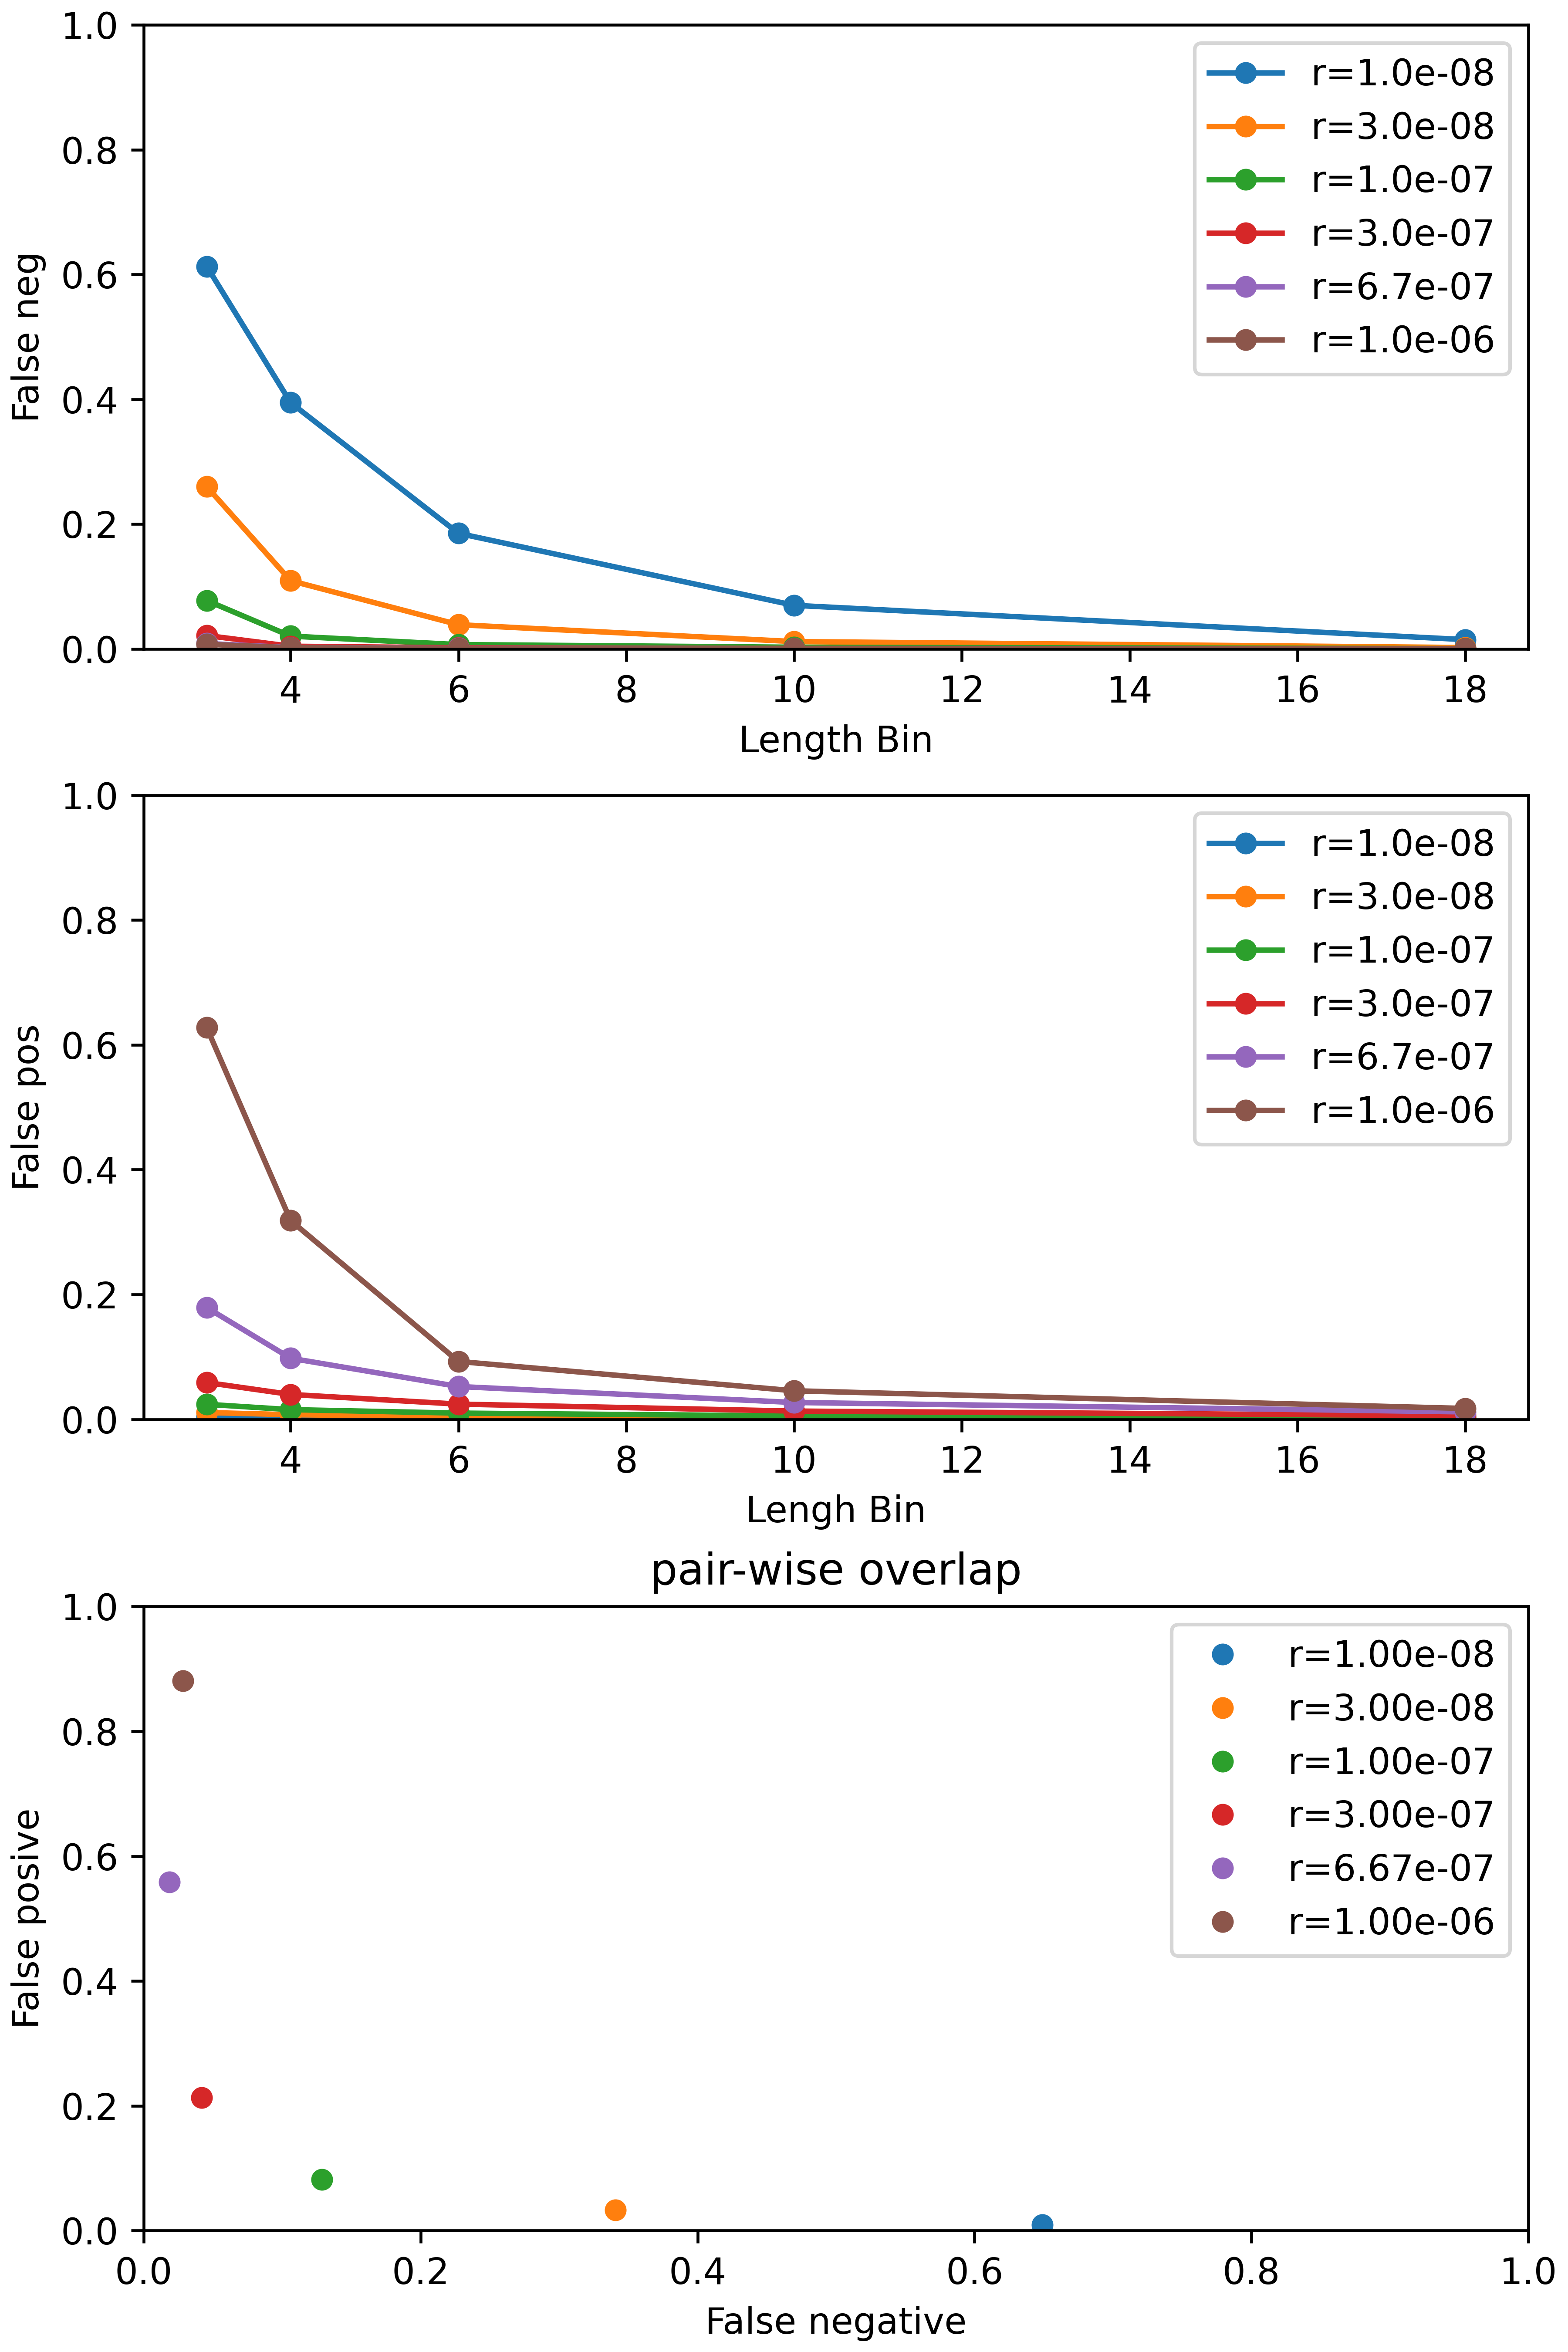 1.0
0.8
0.6
0.4
0.2
0.0
False neg
r=1.0e-08
r=3.0e-08
r=1.0e-07
r=3.0e-07
r=6.7e-07
r=1.0e-06
4 6 8 10 12 14 16 18
Length Bin
1.0
0.8
0.6
0.4
0.2
0.0
False pos
r=1.0e-08
r=3.0e-08
r=1.0e-07
r=3.0e-07
r=6.7e-07
r=1.0e-06
4 6 8 10 12 14 16 18
Lengh Bin
pair-wise overlap
1.0
0.8
0.6
0.4
0.2
0.0
False posive
r=1.00e-08
r=3.00e-08
r=1.00e-07
r=3.00e-07
r=6.67e-07
r=1.00e-06
0.0 0.2 0.4 0.6 0.8 1.0
False negative